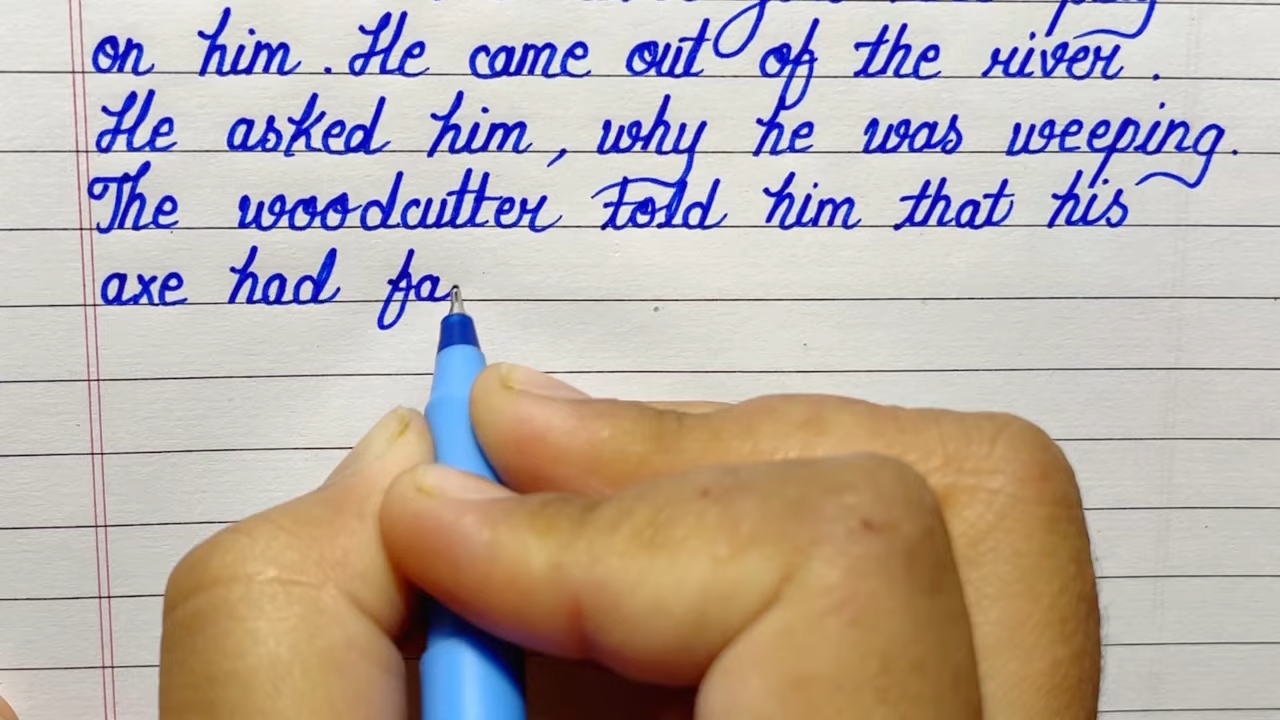 on him. He came out of the river.
He asked him, why he was weeping.
The woodcutter told him that his
axe had fa